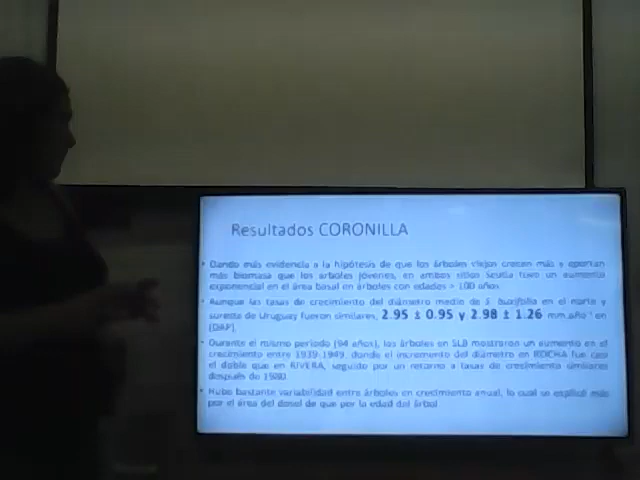 Resultados CORONILLA
• Dando más evidencia a la hipótesis de que los árboles viejos crecen más y aportan
más biomasa que los árboles jóvenes, en ambos sitios Scutia tuvo un aumento
exponencial en el área basal en árboles con edades > 100 años.
• Aunque las tasas de crecimiento del diámetro medio de S. buxifolia en el norte y
sureste de Uruguay fueron similares, 2.95 ± 0.95 y 2.98 ± 1.26 mm.año⁻¹ en
(DAP).
• Durante el mismo período (94 años), los árboles en SLB mostraron un aumento en el
crecimiento entre 1939-1949, donde el incremento del diámetro en ROCHA fue casi
el doble que en RIVERA, seguido por un retorno a tasas de crecimiento similares
después de 1980.
• Hubo bastante variabilidad entre árboles en crecimiento anual, lo cual se explicó más
por el área del dosel de que por la edad del árbol